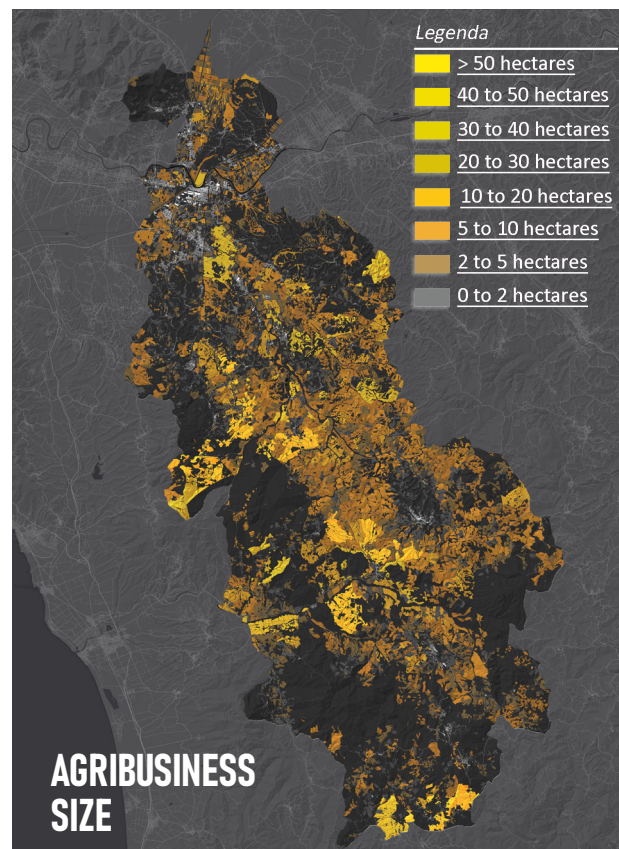 Legenda
> 50 hectares
40 to 50 hectares
30 to 40 hectares
20 to 30 hectares
10 to 20 hectares
5 to 10 hectares
2 to 5 hectares
0 to 2 hectares
AGRIBUSINESS
SIZE